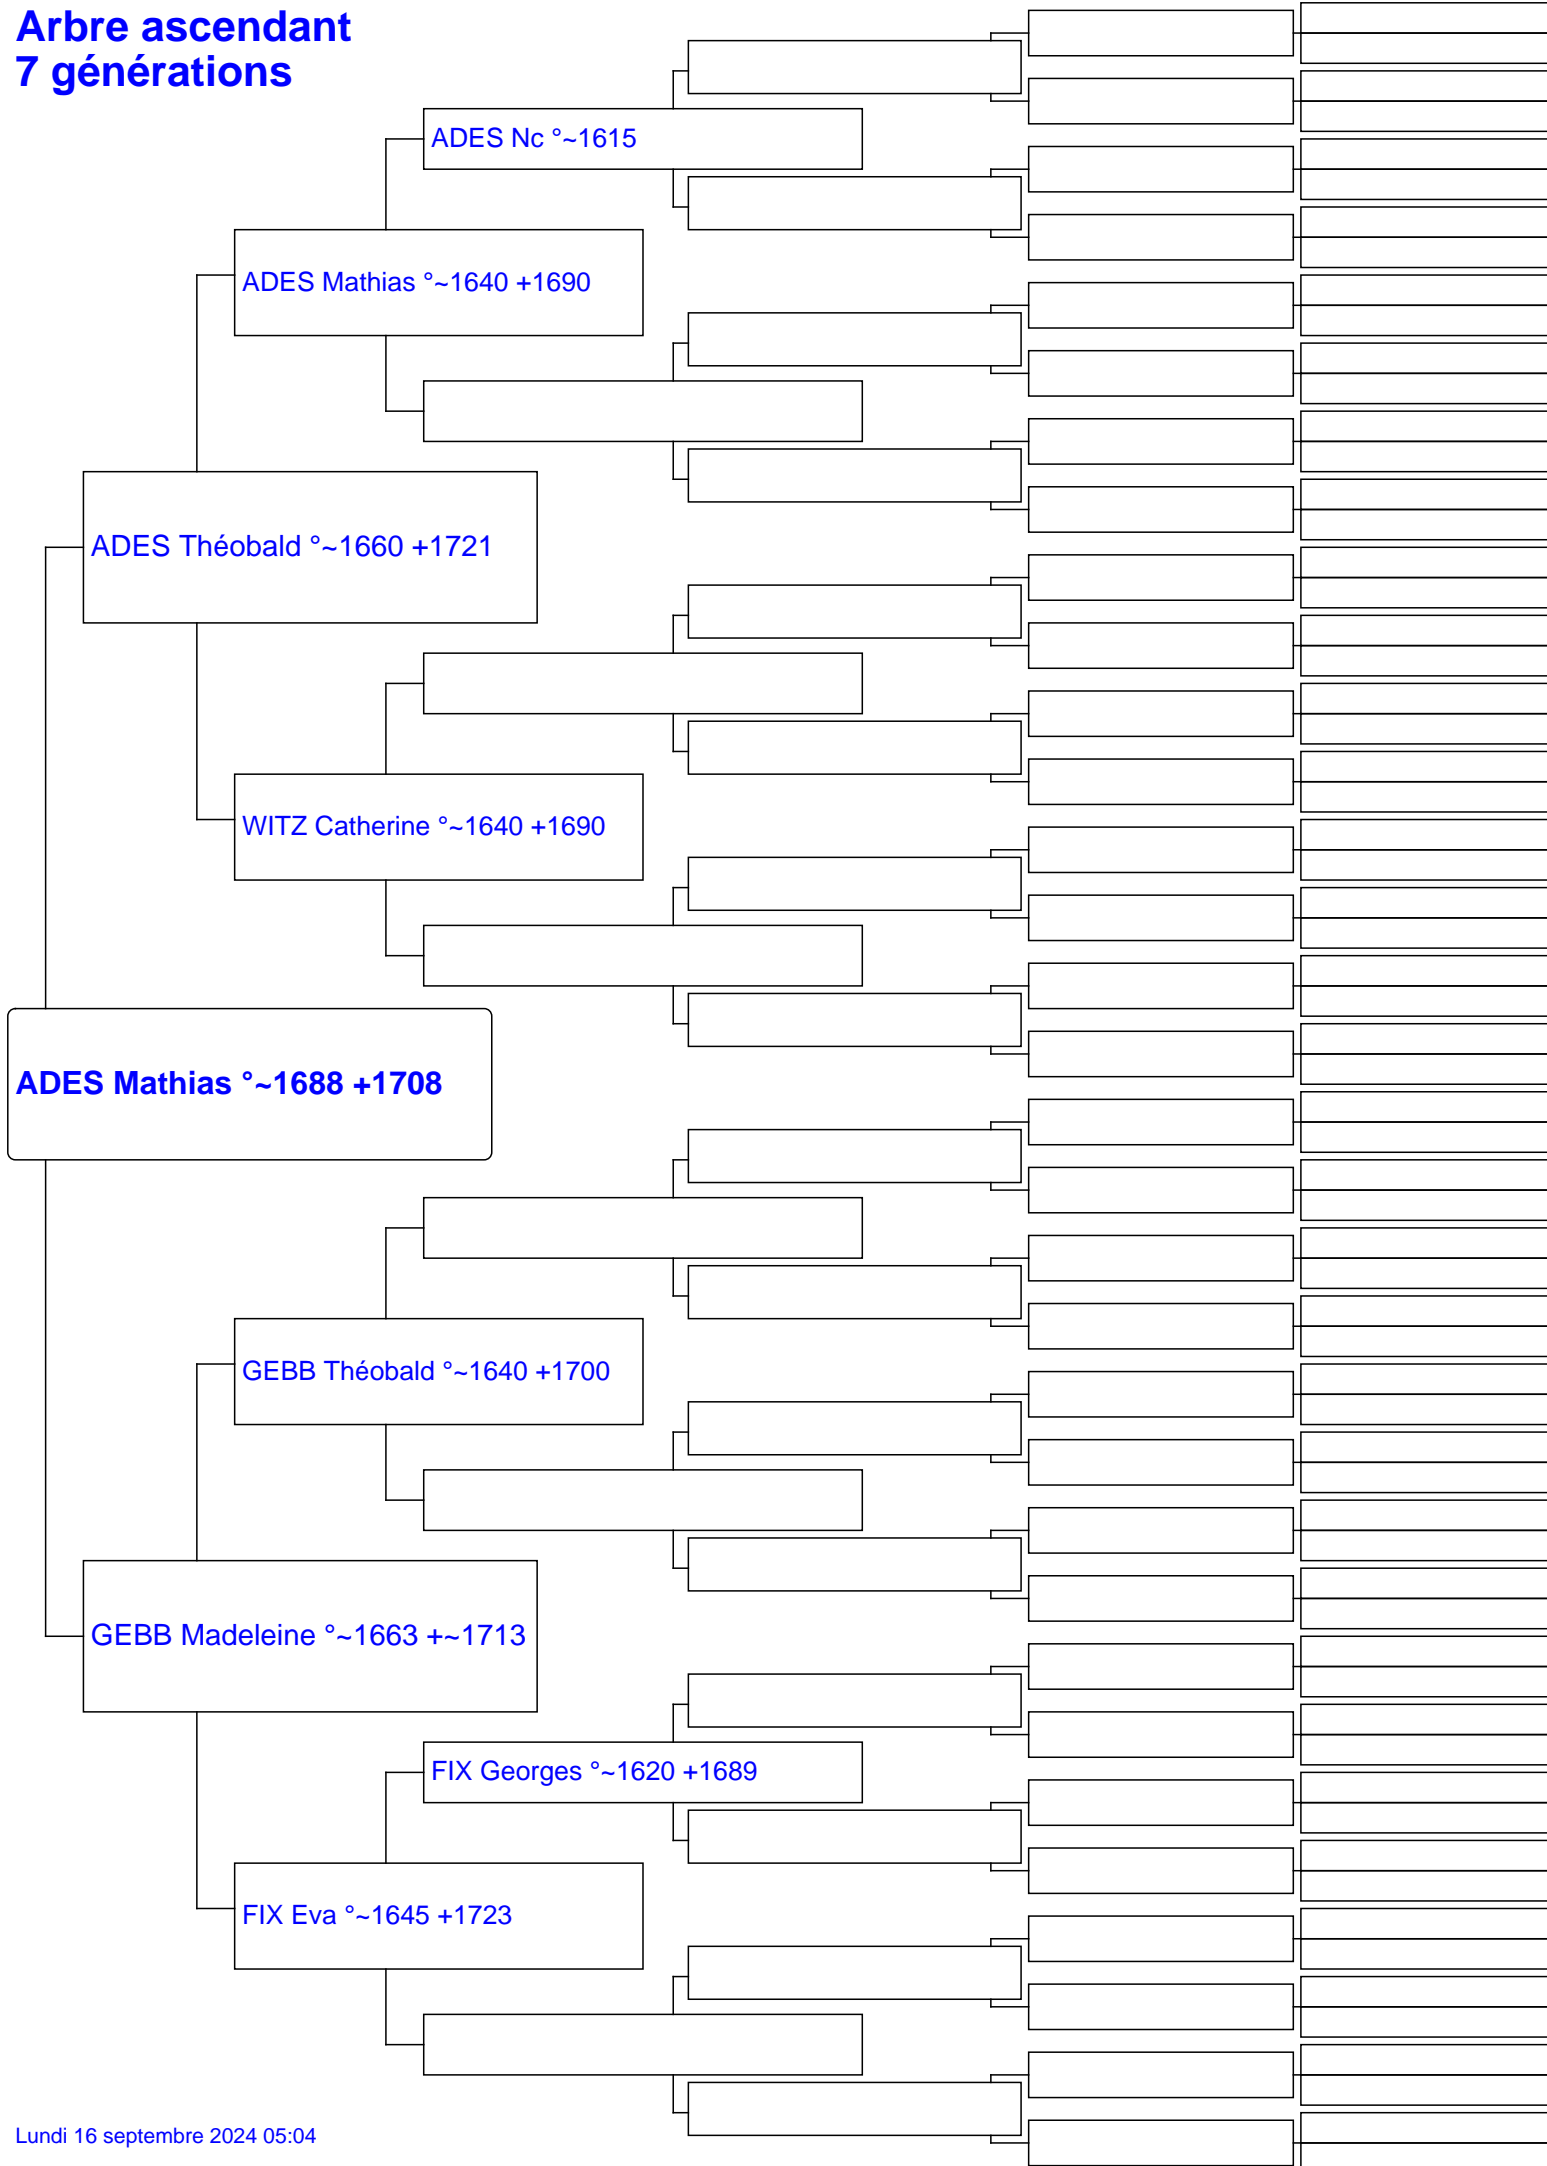 Arbre ascendant
7 générations
ADES Nc °~1615
ADES Mathias °~1640 +1690
ADES Théobald °~1660 +1721
WITZ Catherine °~1640 +1690
ADES Mathias °~1688 +1708
GEBB Théobald °~1640 +1700
GEBB Madeleine °~1663 +~1713
FIX Georges °~1620 +1689
FIX Eva °~1645 +1723
Lundi 16 septembre 2024 05:04